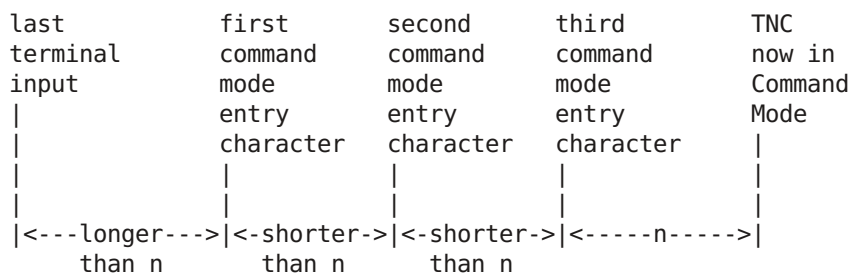 last            first       second      third         TNC
terminal        command     command     command       now in
input           mode        mode        mode          Command
|               entry       entry       entry         Mode
|               character   character   character     |
|               |           |           |             |
|               |           |           |             |
|<---longer--->|<-shorter->|<-shorter->|<-----n----->|
     than n        than n      than n